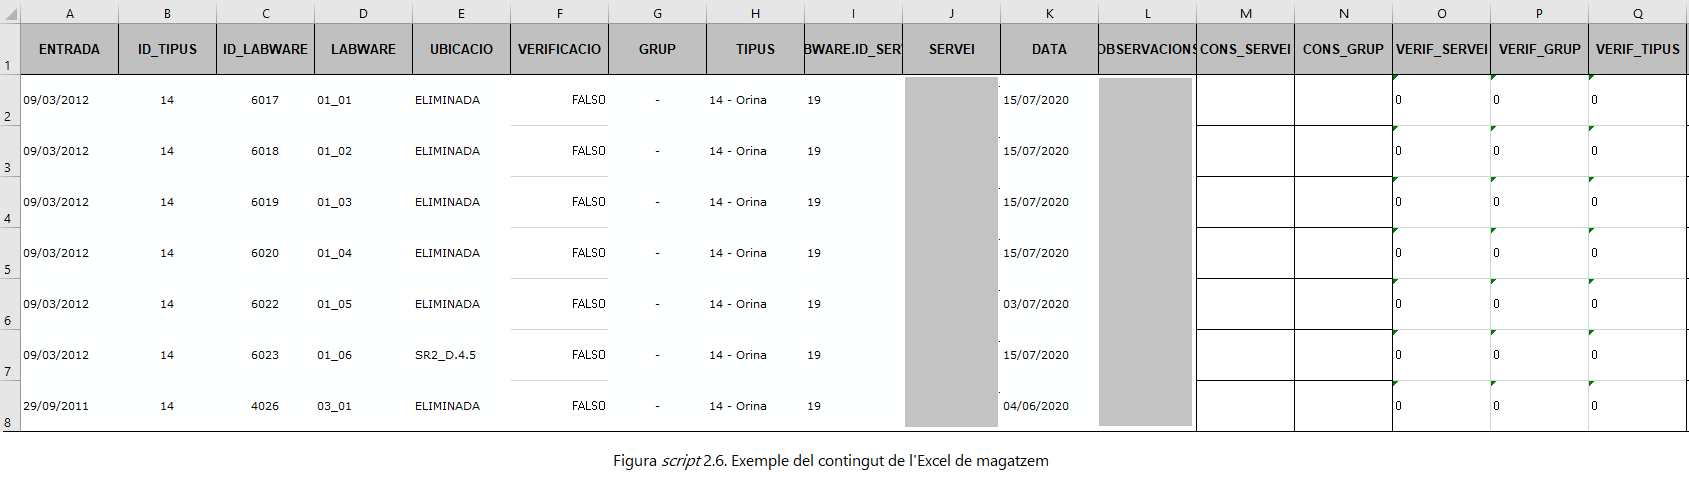 A B C D E F G H I J K L M N O P Q
1 ENTRADA ID_TIPUS ID_LABWARE LABWARE UBICACIO VERIFICACIO GRUP TIPUS BWARE.ID_SER SERVEI DATA OBSERVACIONS CONS_SERVEI CONS_GRUP VERIF_SERVEI VERIF_GRUP VERIF_TIPUS
2 09/03/2012 14 6017 01_01 ELIMINADA FALSO - 14 - Orina 19 15/07/2020 0 0 0
3 09/03/2012 14 6018 01_02 ELIMINADA FALSO - 14 - Orina 19 15/07/2020 0 0 0
4 09/03/2012 14 6019 01_03 ELIMINADA FALSO - 14 - Orina 19 15/07/2020 0 0 0
5 09/03/2012 14 6020 01_04 ELIMINADA FALSO - 14 - Orina 19 15/07/2020 0 0 0
6 09/03/2012 14 6022 01_05 ELIMINADA FALSO - 14 - Orina 19 03/07/2020 0 0 0
7 09/03/2012 14 6023 01_06 SR2_D.4.5 FALSO - 14 - Orina 19 15/07/2020 0 0 0
8 29/09/2011 14 4026 03_01 ELIMINADA FALSO - 14 - Orina 19 04/06/2020 0 0 0
Figura script 2.6. Exemple del contingut de l'Excel de magatzem